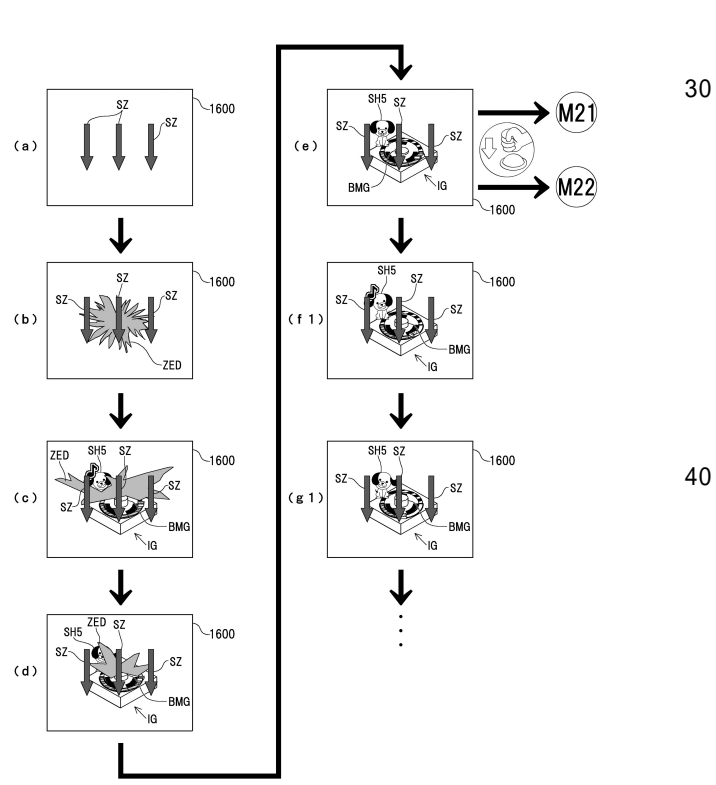 (a)
SZ
SZ
1600
(b)
SZ
SZ
SZ
ZED
1600
(c)
ZED
SH5
SZ
SZ
SZ
BMG
IG
1600
(d)
ZED
SZ
SH5
SZ
SZ
BMG
IG
1600
(e)
SH5
SZ
SZ
SZ
BMG
IG
1600
M21
M22
(f1)
SH5
SZ
SZ
SZ
BMG
IG
1600
(g1)
SH5
SZ
SZ
SZ
BMG
IG
1600
30
40